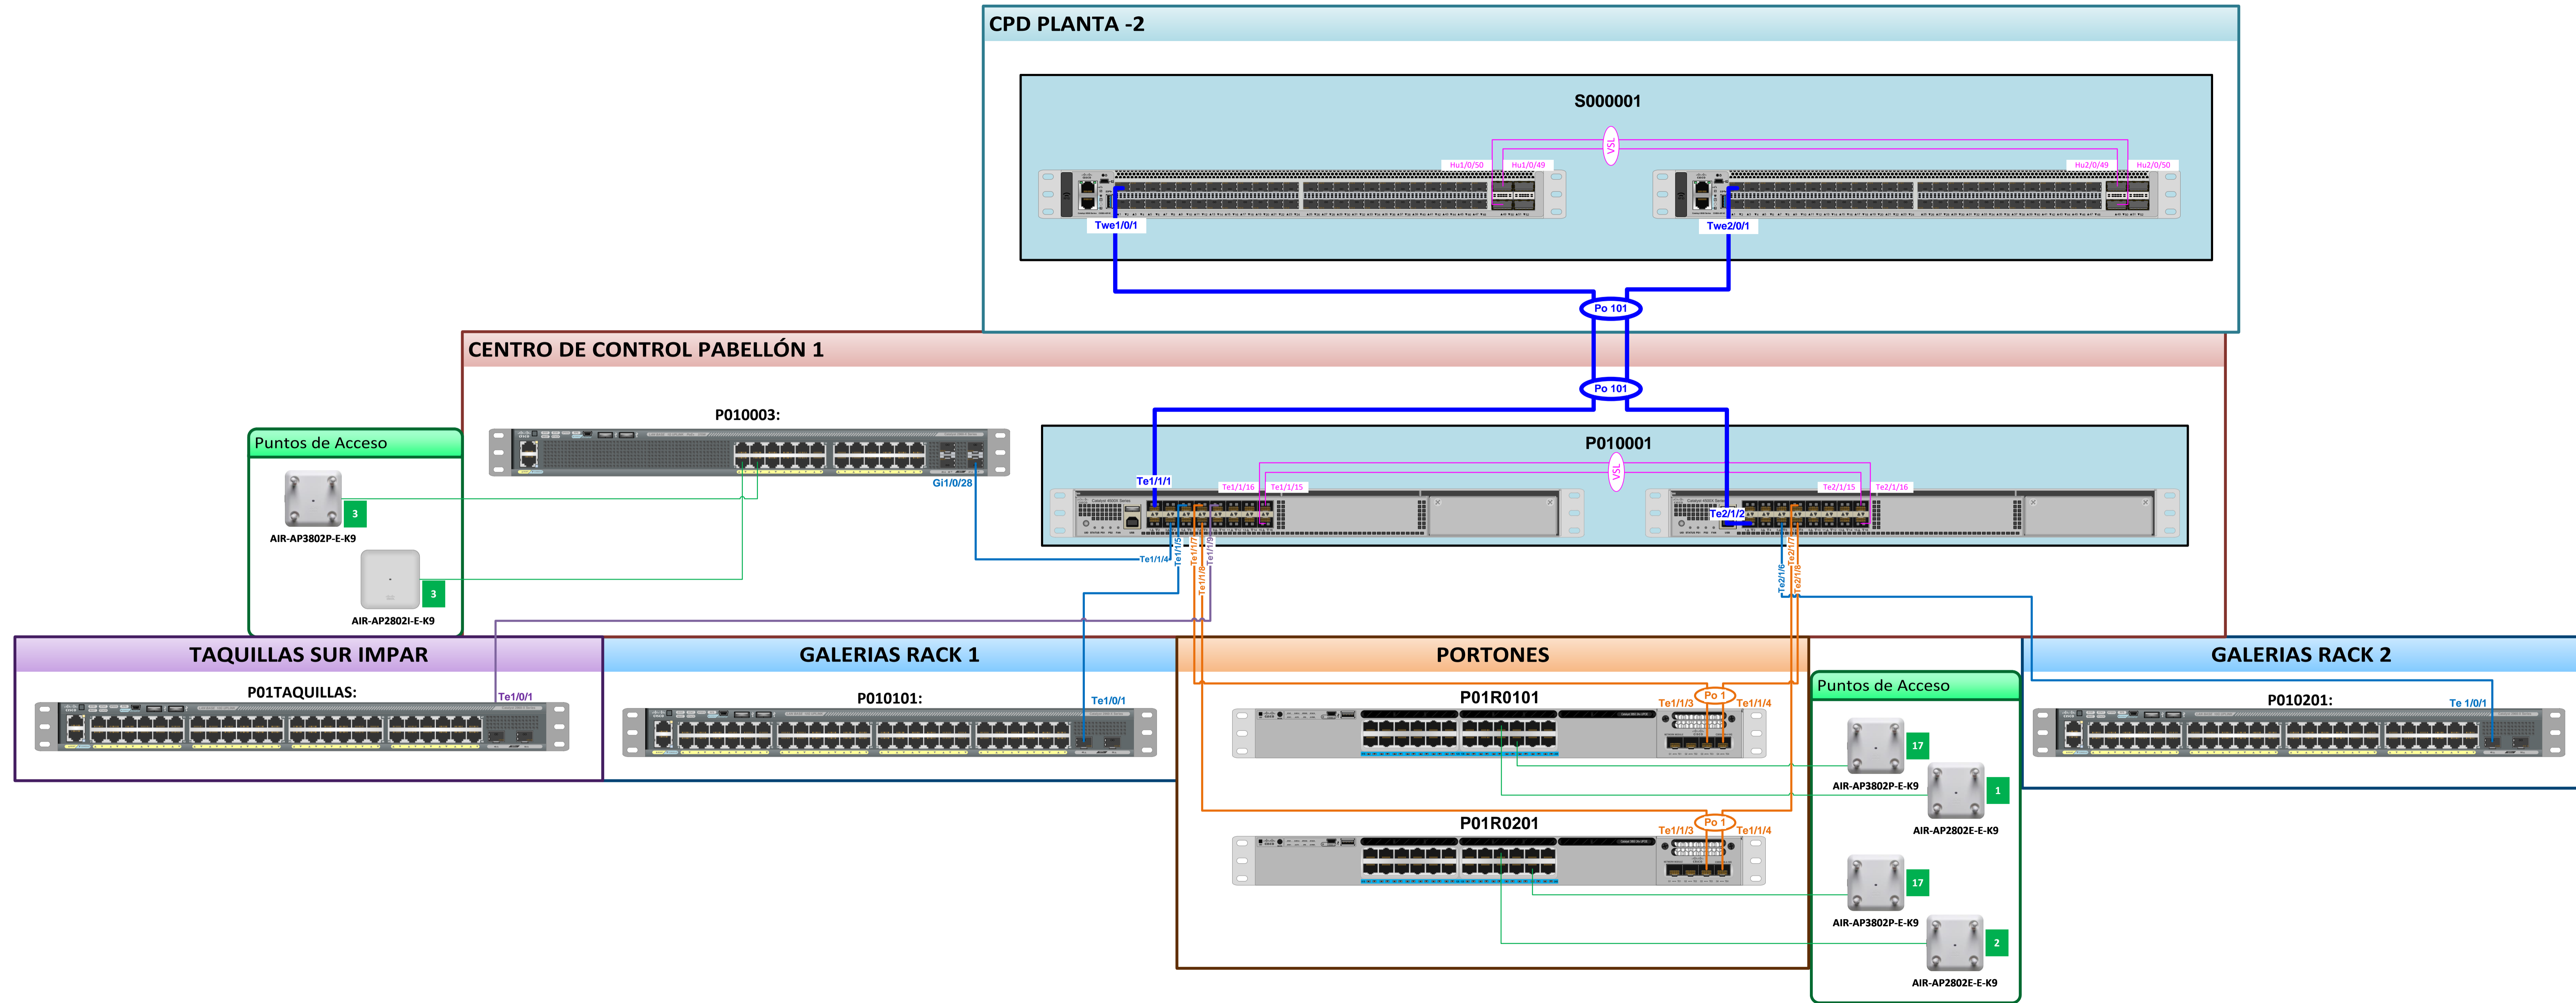 CPD PLANTA -2
S000001
VSL
Hu1/0/50
Hu1/0/49
Hu2/0/49
Hu2/0/50
Twe1/0/1
Twe2/0/1
Po 101
CENTRO DE CONTROL PABELLÓN 1
Po 101
P010003:
Gi1/0/28
Puntos de Acceso
3
AIR-AP3802P-E-K9
3
AIR-AP2802I-E-K9
P010001
VSL
Te1/1/1
Te1/1/16
Te1/1/15
Te2/1/15
Te2/1/16
Te2/1/2
Te1/1/4
Te1/1/5
Te1/1/7
Te1/1/8
Te1/1/9
Te2/1/6
Te2/1/7
Te2/1/8
TAQUILLAS SUR IMPAR
P01TAQUILLAS:
Te1/0/1
GALERIAS RACK 1
P010101:
Te1/0/1
PORTONES
P01R0101
Po 1
Te1/1/3
Te1/1/4
P01R0201
Po 1
Te1/1/3
Te1/1/4
Puntos de Acceso
17
AIR-AP3802P-E-K9
1
AIR-AP2802E-E-K9
17
AIR-AP3802P-E-K9
2
AIR-AP2802E-E-K9
GALERIAS RACK 2
P010201:
Te 1/0/1